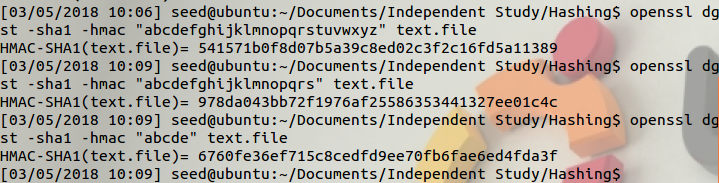 [03/05/2018 10:06] seed@ubuntu:~/Documents/Independent Study/Hashing$ openssl dg
st -sha1 -hmac "abcdefghijklmnopqrstuvwxyz" text.file
HMAC-SHA1(text.file)= 541571b0f8d07b5a39c8ed02c3f2c16fd5a11389
[03/05/2018 10:09] seed@ubuntu:~/Documents/Independent Study/Hashing$ openssl dg
st -sha1 -hmac "abcdefghijklmnopqrs" text.file
HMAC-SHA1(text.file)= 978da043bb72f1976af25586353441327ee01c4c
[03/05/2018 10:09] seed@ubuntu:~/Documents/Independent Study/Hashing$ openssl dg
st -sha1 -hmac "abcde" text.file
HMAC-SHA1(text.file)= 6760fe36ef715c8cedfd9ee70fb6fae6ed4fda3f
[03/05/2018 10:09] seed@ubuntu:~/Documents/Independent Study/Hashing$